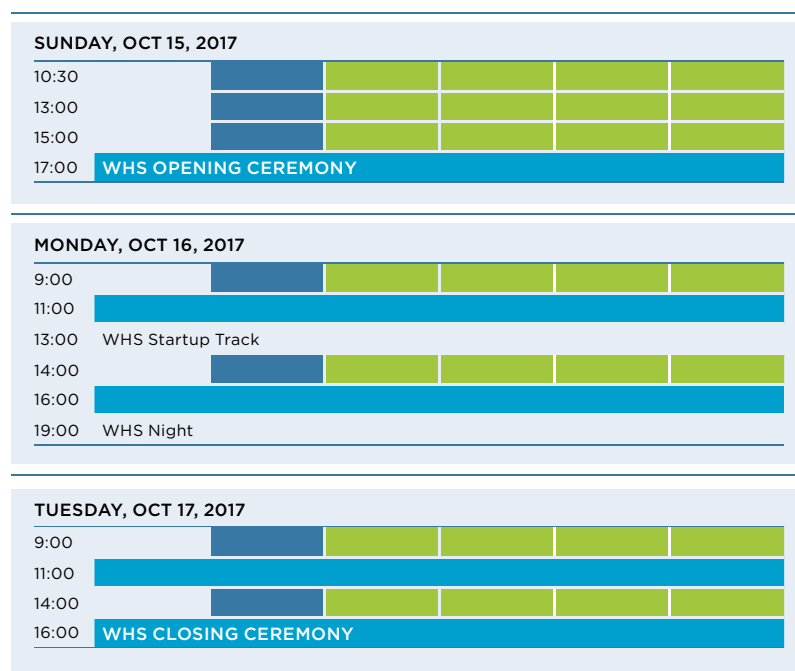 SUNDAY, OCT 15, 2017
10:30
13:00
15:00
17:00 WHS OPENING CEREMONY
MONDAY, OCT 16, 2017
9:00
11:00
13:00 WHS Startup Track
14:00
16:00
19:00 WHS Night
TUESDAY, OCT 17, 2017
9:00
11:00
14:00
16:00 WHS CLOSING CEREMONY